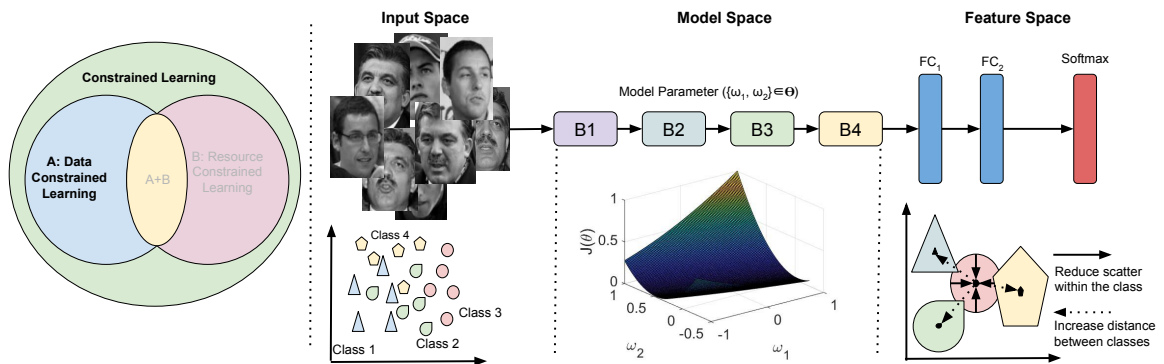 Input Space
Model Space
Feature Space
Constrained Learning
A: Data
Constrained
Learning
A+B
B: Resource
Constrained
Learning
Class 4
Class 3
Class 2
Class 1
Model Parameter ({ω1, ω2}∈Θ)
B1
B2
B3
B4
J(θ)
1
0.5
0
1
0.5
0
-0.5
-1
0
1
ω2
ω1
FC1
FC2
Softmax
Reduce scatter
within the class
Increase distance
between classes